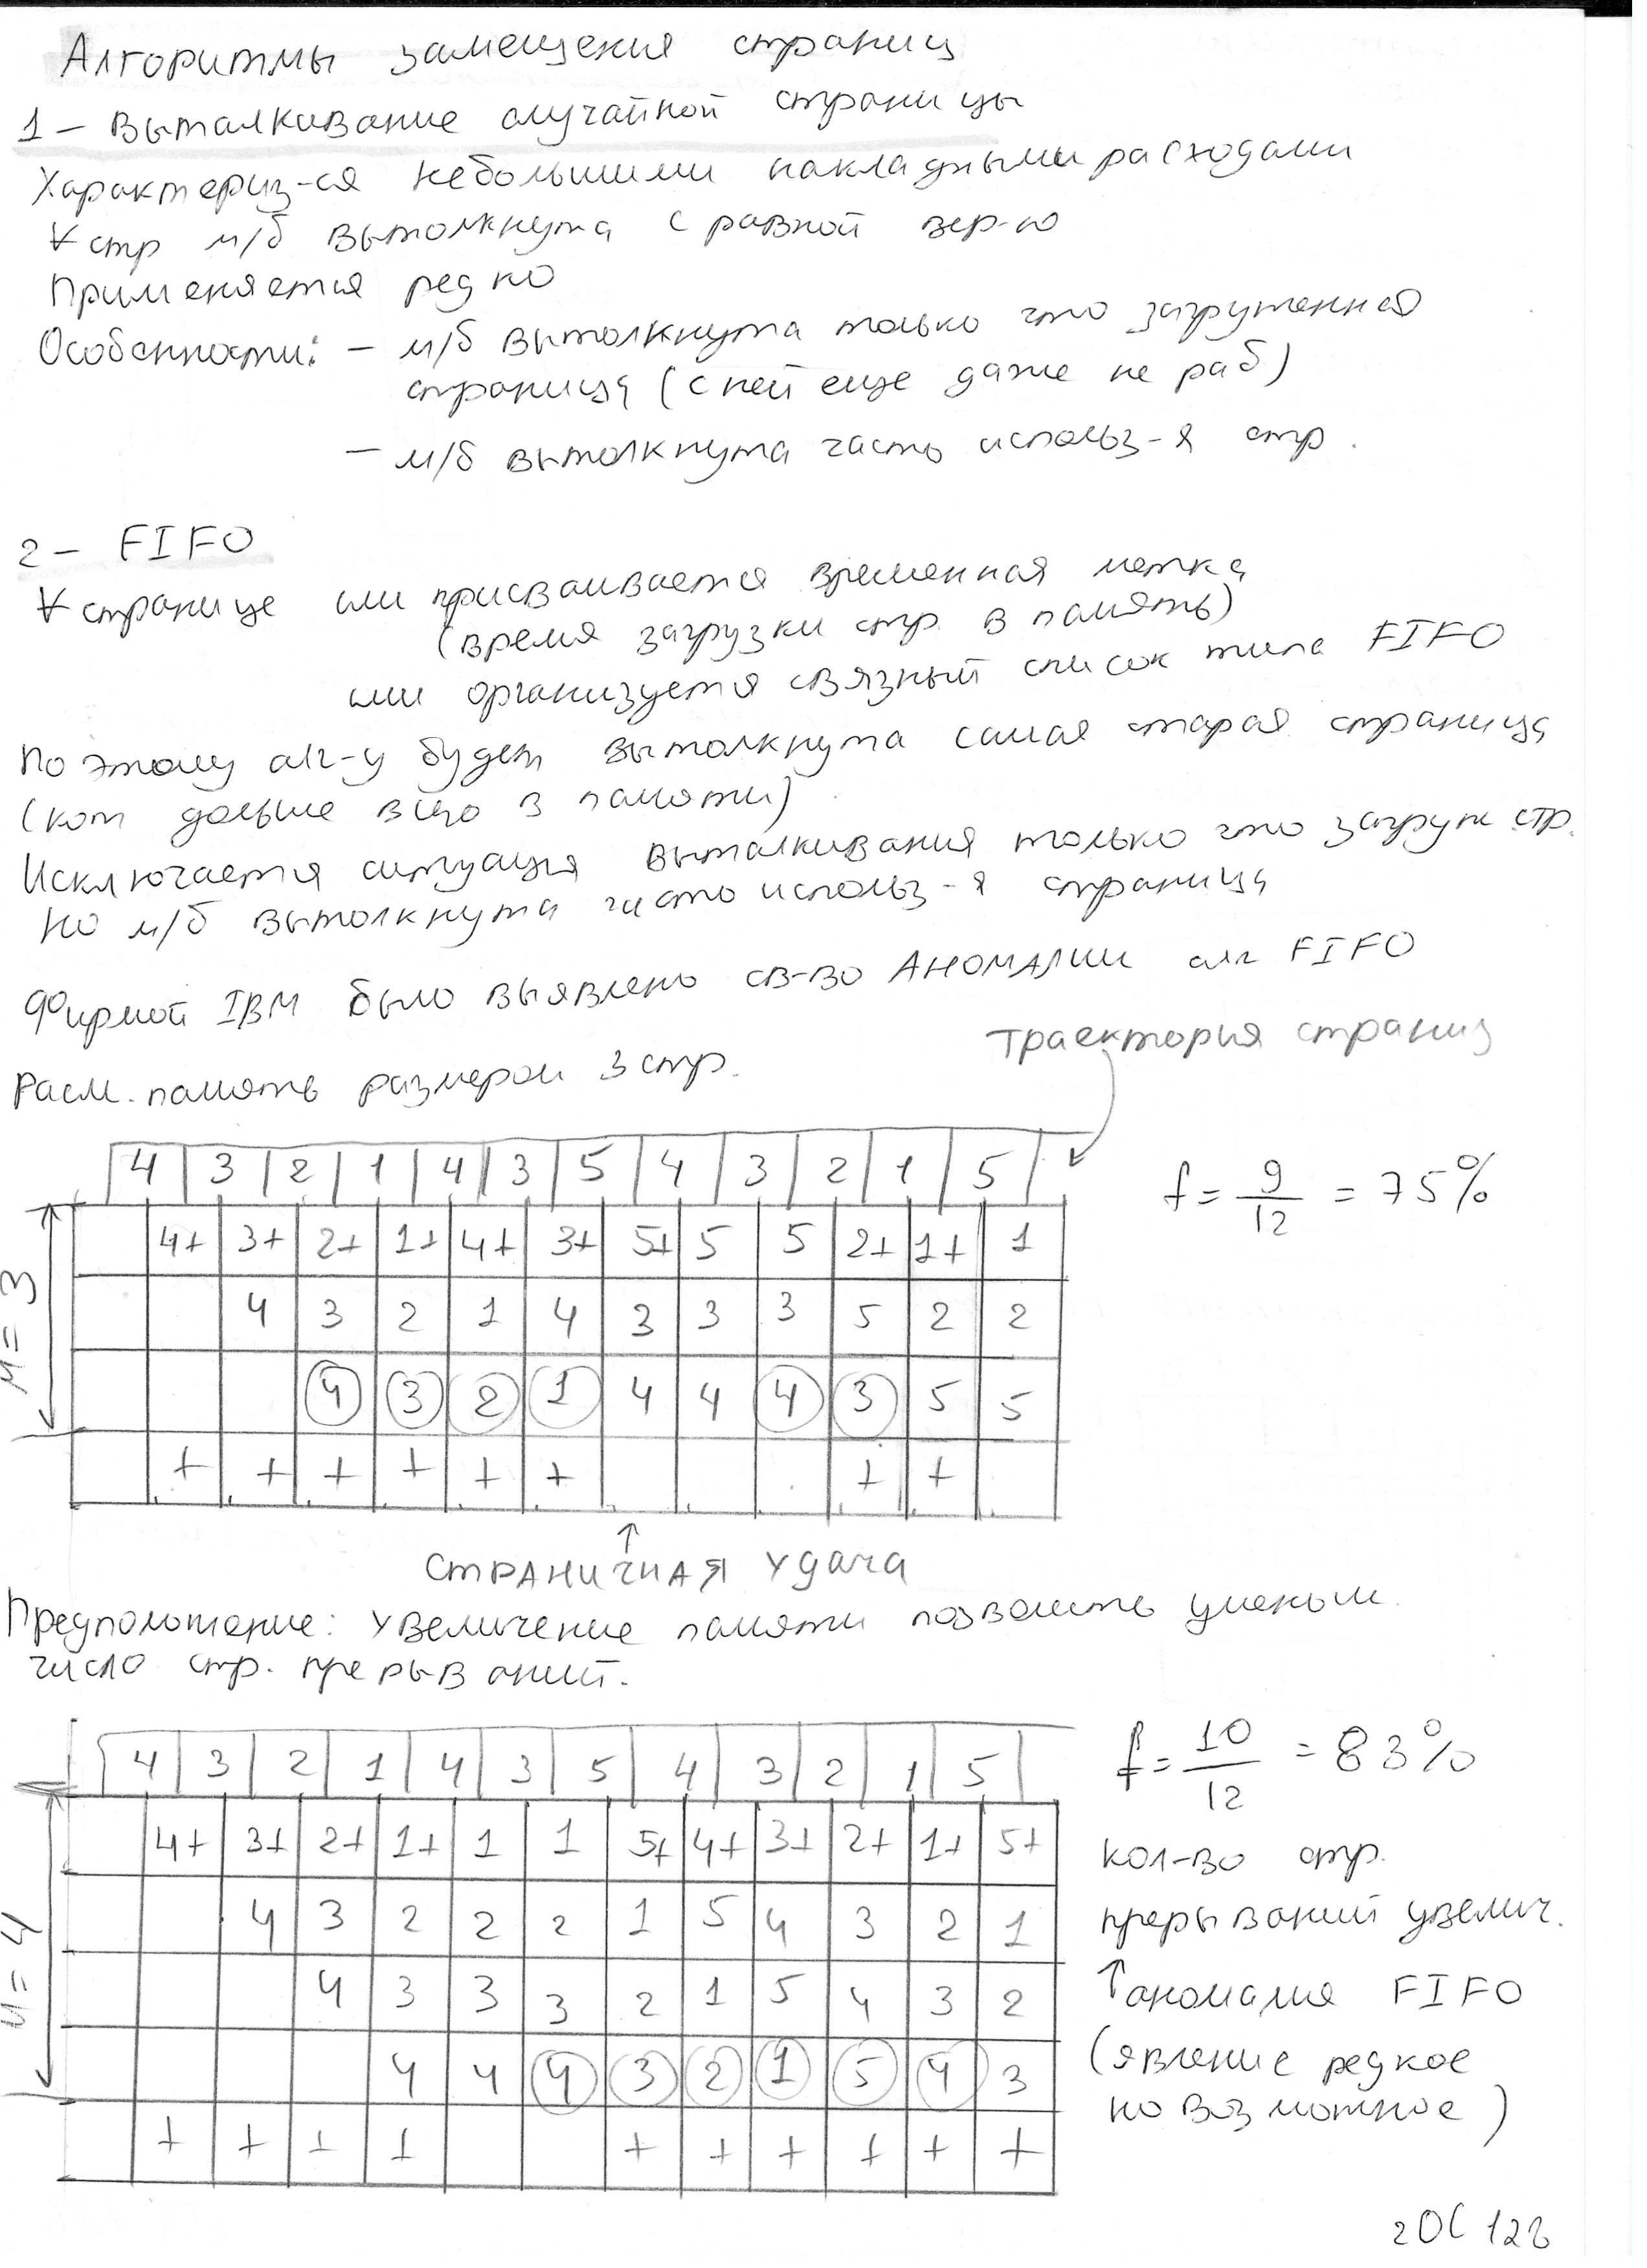 Алгоритмы замещения страниц
1 – Выталкивание случайной страницы
Характериз-ся небольшими накладными расходами
∀ стр м/б вытолкнута с равной вер-ю
Применяется редко
Особенности: – м/б вытолкнута только что загруженная
страница (с ней еще даже не раб)
– м/б вытолкнута часто использ-я стр.
2 – FIFO
∀ странице или присваивается временная метка
(время загрузки стр. в память)
или организуется связный список типа FIFO
По этому алг-у будет вытолкнута самая старая страница
(кот дольше всего в памяти)
Исключается ситуация выталкивания только что загруж стр.
Но м/б вытолкнута часто использ-я страница
Фирмой IBM было выявлено св-во АНОМАЛИИ алг FIFO
Траектория страниц
Расм. память размером 3 стр.
4 3 2 1 4 3 5 4 3 2 1 5
f = 9/12 = 75%
4+ 3+ 2+ 1+ 4+ 3+ 5+ 5 5 2+ 1+ 1
M = 3
4 3 2 1 4 3 3 3 5 2 2
4 3 2 1 4 4 4 3 5 5
+ + + + + + + +
↑
СТРАНИЧНАЯ Удача
Предположение: увеличение памяти позволить уменьш.
число стр. прерываний.
4 3 2 1 4 3 5 4 3 2 1 5
f = 10/12 = 83%
4+ 3+ 2+ 1+ 1 1 5+ 4+ 3+ 2+ 1+ 5+
кол-во стр.
M = 4
4 3 2 2 2 1 5 4 3 2 1
прерываний увелич.
4 3 3 3 2 1 5 4 3 2
↑ аномалия FIFO
4 4 4 3 2 1 5 4 3
(явление редкое
но возможное)
+ + + + + + + + + +
2ОС 12в